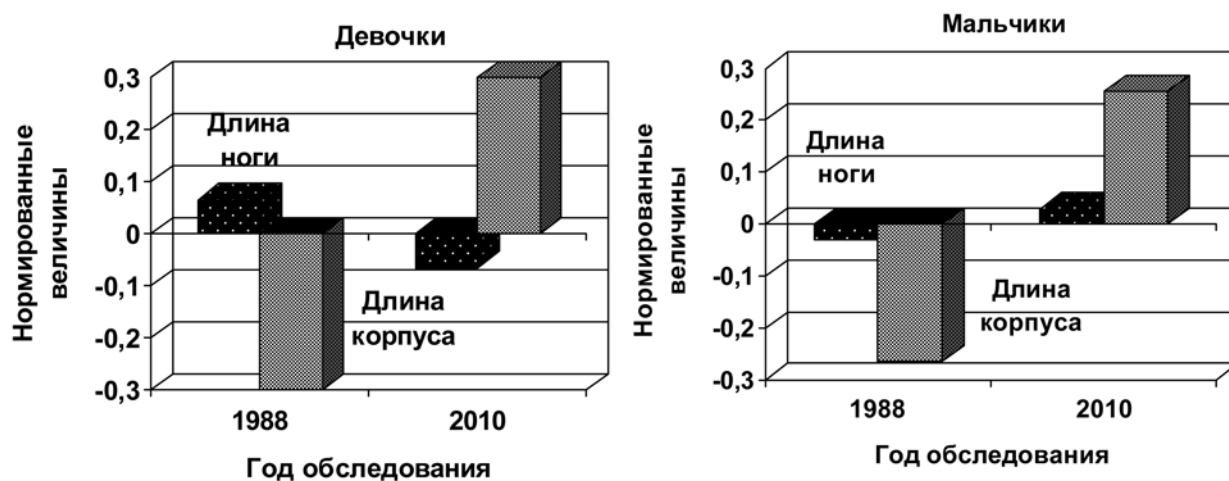 Девочки
Нормированные
величины
0,3
0,2
0,1
0
-0,1
-0,2
-0,3
Длина
ноги
Длина
корпуса
1988
2010
Год обследования
Мальчики
Нормированные
величины
0,3
0,2
0,1
0
-0,1
-0,2
-0,3
Длина
ноги
Длина
корпуса
1988
2010
Год обследования